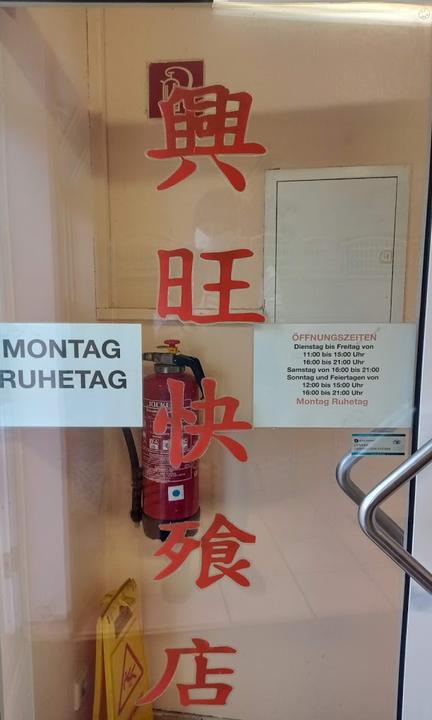 興
旺
快
飱
店
MONTAG
RUHETAG
ÖFFNUNGSZEITEN
Dienstag bis Freitag von
11:00 bis 15:00 Uhr
16:00 bis 21:00 Uhr
Samstag von 16:00 bis 21:00
Sonntag und Feiertagen von
12:00 bis 15:00 Uhr
16:00 bis 21:00 Uhr
Montag Ruhetag